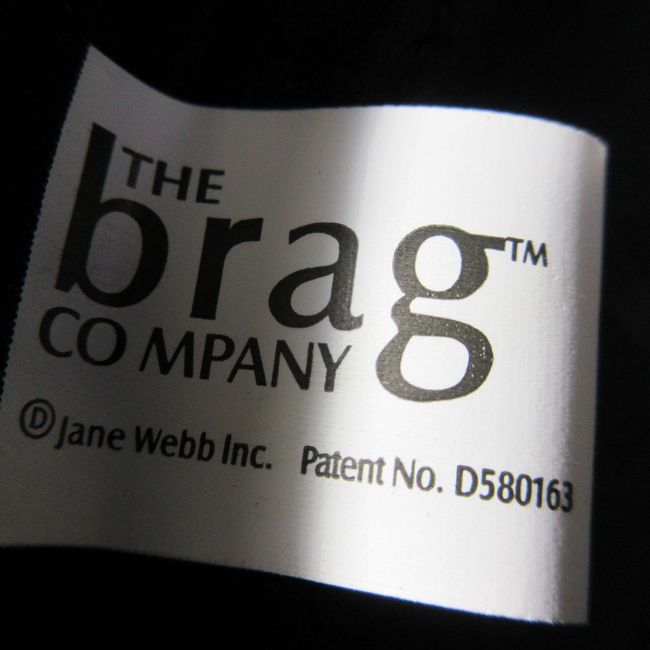 THE
brag™
COMPANY
Ⓓ Jane Webb Inc. Patent No. D580163